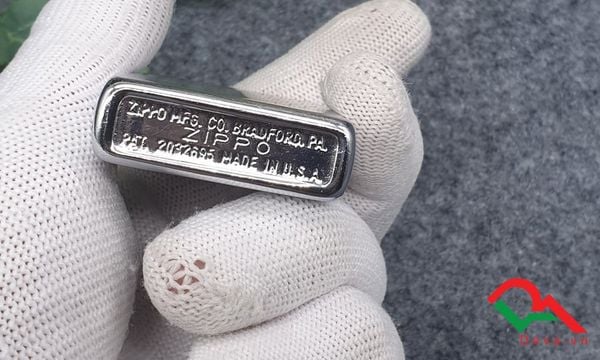 ZIPPO MFG. CO. BRADFORD. PA.
ZIPPO
PAT. 2032695 MADE IN U.S.A.